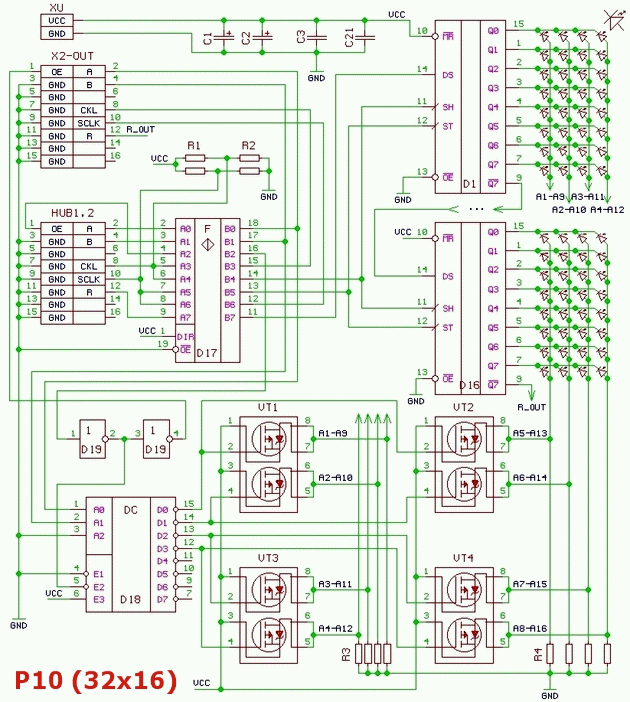 XU
VCC
GND
C1
C2
C3
C21
GND
VCC
X2-OUT
1 OE A 2
3 GND B 4
5 GND 6
7 GND CKL 8
9 GND SCLK 10
11 GND R 12 R_OUT
13 GND 14
15 GND 16
R1 R2
VCC
GND
HUB1.2
1 OE A 2
3 GND B 4
5 GND 6
7 GND CKL 8
9 GND SCLK 10
11 GND R 12
13 GND 14
15 GND 16
F
2 A0 B0 18
3 A1 B1 17
4 A2 B2 16
5 A3 B3 15
6 A4 B4 14
7 A5 B5 13
8 A6 B6 12
9 A7 B7 11
VCC 1 DIR
19 OE
D17
10 MR
14 DS
11 SH
12 ST
13 OE
GND
D1
Q0 15
Q1 1
Q2 2
Q3 3
Q4 4
Q5 5
Q6 6
Q7 7
Q7 9
A1-A9 A3-A11
A2-A10 A4-A12
...
VCC 10 MR
14 DS
11 SH
12 ST
13 OE
GND
D16
Q0 15
Q1 1
Q2 2
Q3 3
Q4 4
Q5 5
Q6 6
Q7 7
Q7 9
R_OUT
1 1 2
D19
3 1 4
D19
DC
1 A0 D0 15
2 A1 D1 14
3 A2 D2 13
D3 12
D4 11
4 E1 D5 10
5 E2 D6 9
VCC 6 E3 D7 7
D18
GND
VT1
1 8
2 7
A1-A9
3 6
4 5
A2-A10
VT2
1 8
2 7
A5-A13
3 6
4 5
A6-A14
VT3
1 8
2 7
A3-A11
3 6
4 5
A4-A12
VT4
1 8
2 7
A7-A15
3 6
4 5
A8-A16
R3
R4
VCC
GND
P10 (32x16)